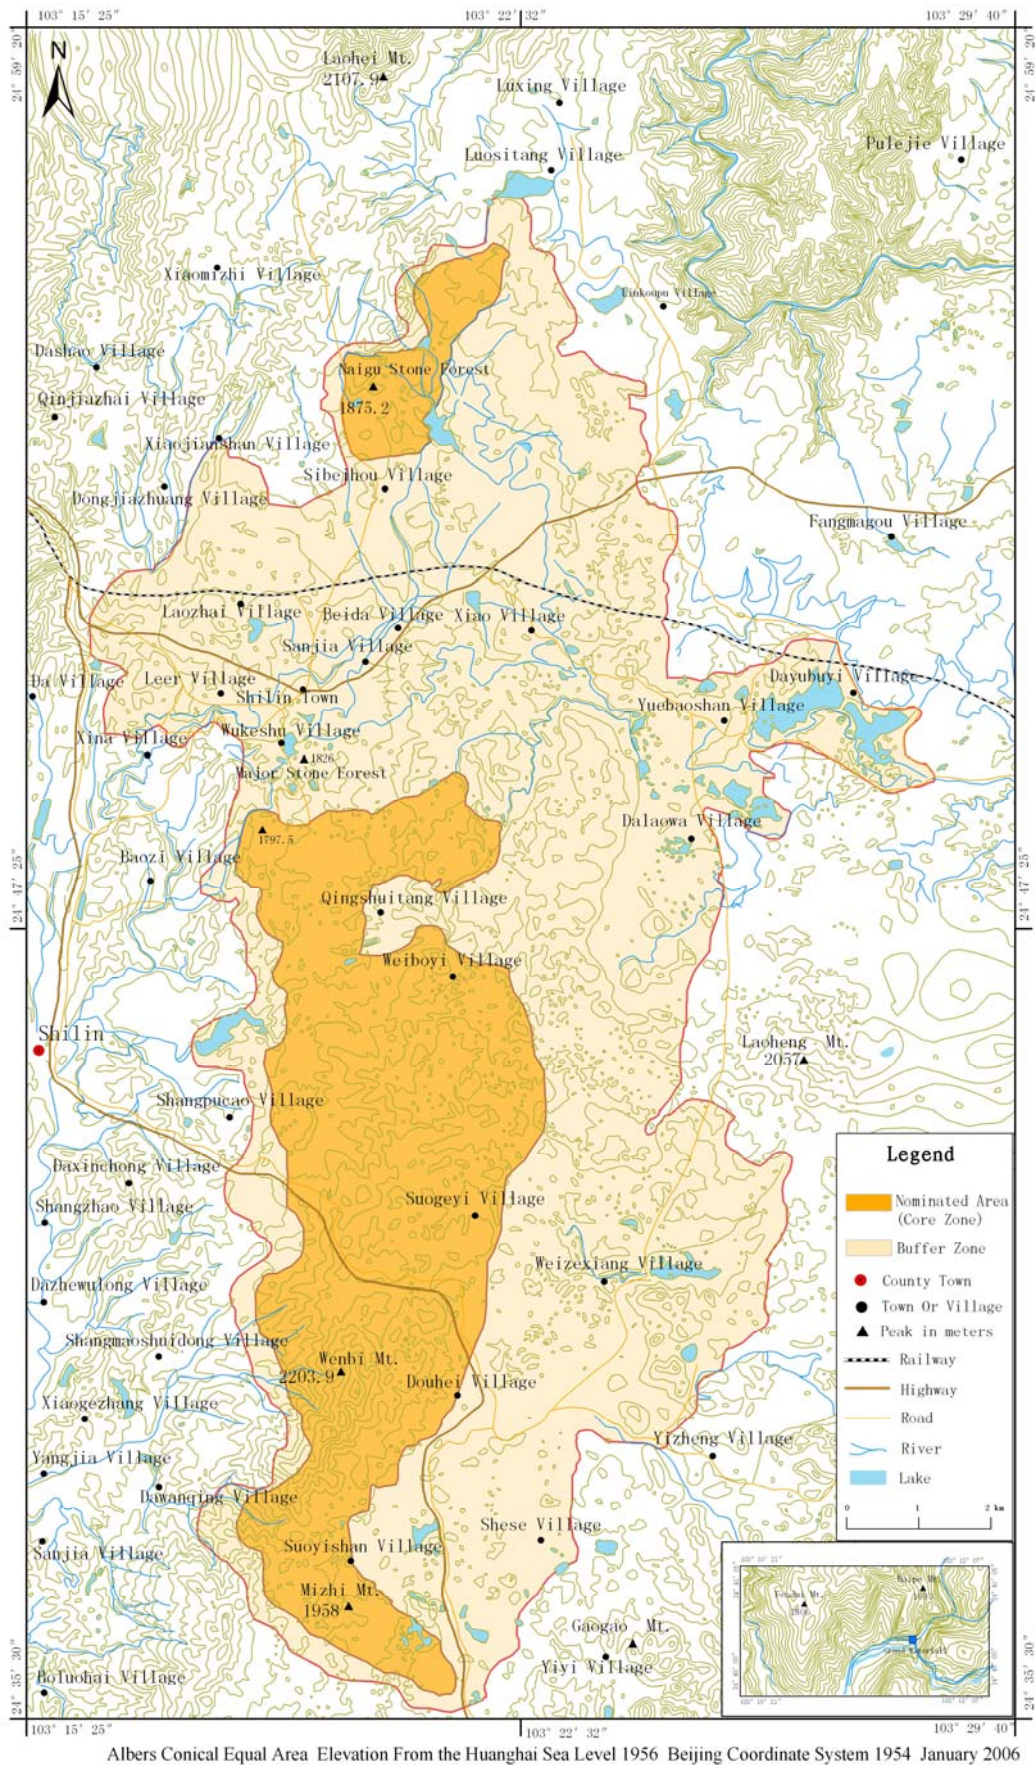 103° 15′ 25″
103° 22′ 32″
103° 29′ 40″
24° 59′ 20″
24° 59′ 20″
N
Laohei Mt.
2107.9
Luxing Village
Luositang Village
Pulejie Village
Xiaomizhi Village
Linkoupu Village
Dashao Village
Naigu Stone Forest
1875.2
Qinjiazhai Village
Xiaojianshan Village
Sibeihou Village
Dongjiazhuang Village
Fangmagou Village
Laozhai Village
Beida Village
Xiao Village
Sanjia Village
Da Village
Leer Village
Shilin Town
Dayubuyi Village
Yuebaoshan Village
Xina Village
Wukeshu Village
1826
Major Stone Forest
1797.5
Dalaowa Village
Baozi Village
24° 47′ 25″
24° 47′ 25″
Qingshuitang Village
Weiboyi Village
Shilin
Laoheng Mt.
2057
Shangpucao Village
Daxinchong Village
Shangzhao Village
Suogeyi Village
Weizexiang Village
Dazhewulong Village
Shangmaoshuidong Village
Wenbi Mt.
2203.9
Douhei Village
Xiaogezhang Village
Yizheng Village
Yangjia Village
Dawanqing Village
Shese Village
Sanjia Village
Suoyishan Village
Mizhi Mt.
1958
Gaogao Mt.
Yiyi Village
Boluohai Village
24° 35′ 30″
24° 35′ 30″
Legend
Nominated Area
(Core Zone)
Buffer Zone
County Town
Town Or Village
Peak in meters
Railway
Highway
Road
River
Lake
0 1 2 km
103° 15′ 25″
103° 22′ 32″
103° 29′ 40″
Albers Conical Equal Area Elevation From the Huanghai Sea Level 1956 Beijing Coordinate System 1954 January 2006